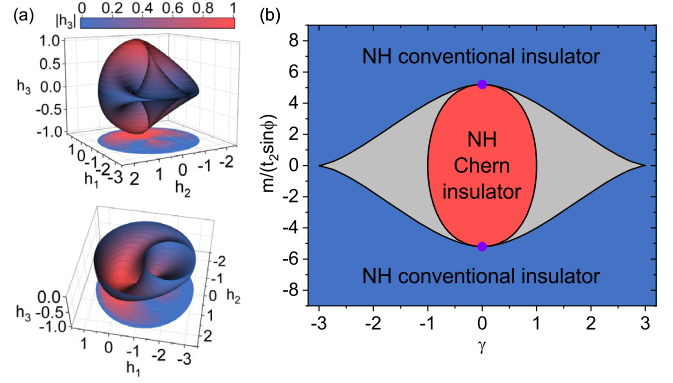 (a)
|h₃| 0 0.2 0.4 0.6 0.8 1
1.0
0.5
h₃ 0.0
-0.5
-1.0
1 0 -1 -2 -3
h₁
2 1 0 -1 -2
h₂
0.0
h₃ -0.5
-1.0
1 0 -1 -2 -3
h₁
-2
-1
0
1
2
h₂
(b)
NH conventional insulator
NH
Chern
insulator
NH conventional insulator
m/(t₂sinϕ)
8
6
4
2
0
-2
-4
-6
-8
-3 -2 -1 0 1 2 3
γ